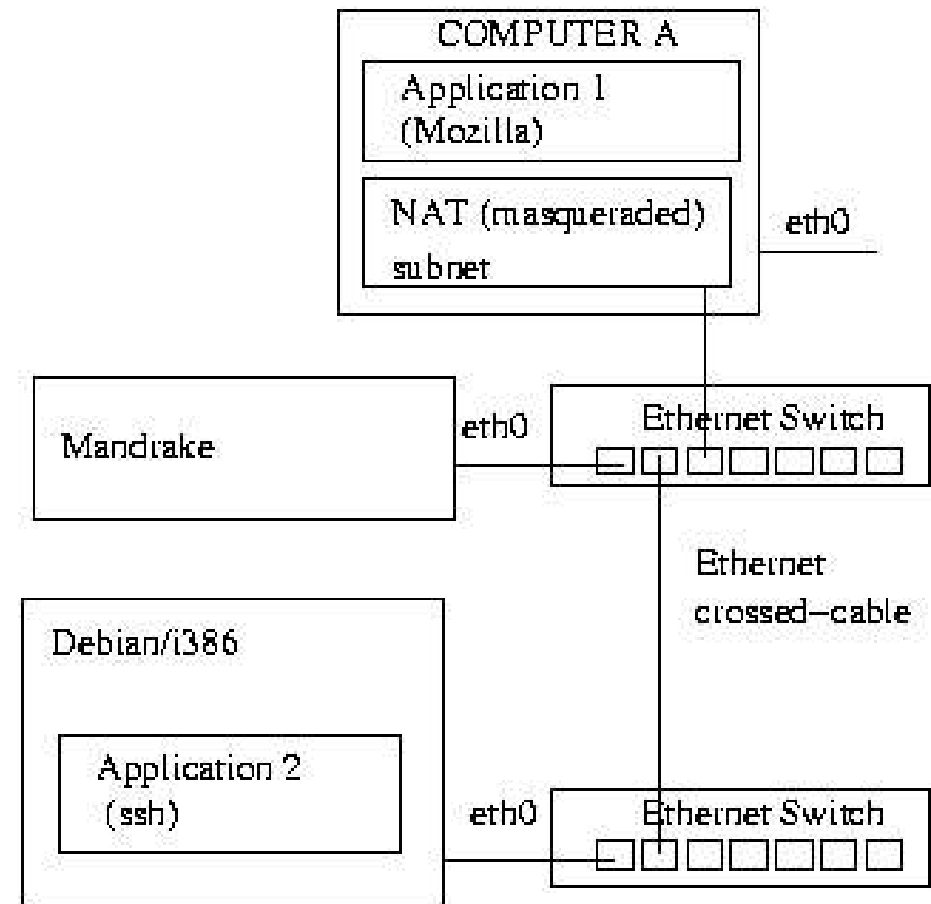 COMPUTER A
Application 1
(Mozilla)
NAT (masqueraded)
subnet
eth0
Mandrake
eth0
Ethernet Switch
Ethernet
crossed-cable
Debian/i386
Application 2
(ssh)
eth0
Ethernet Switch